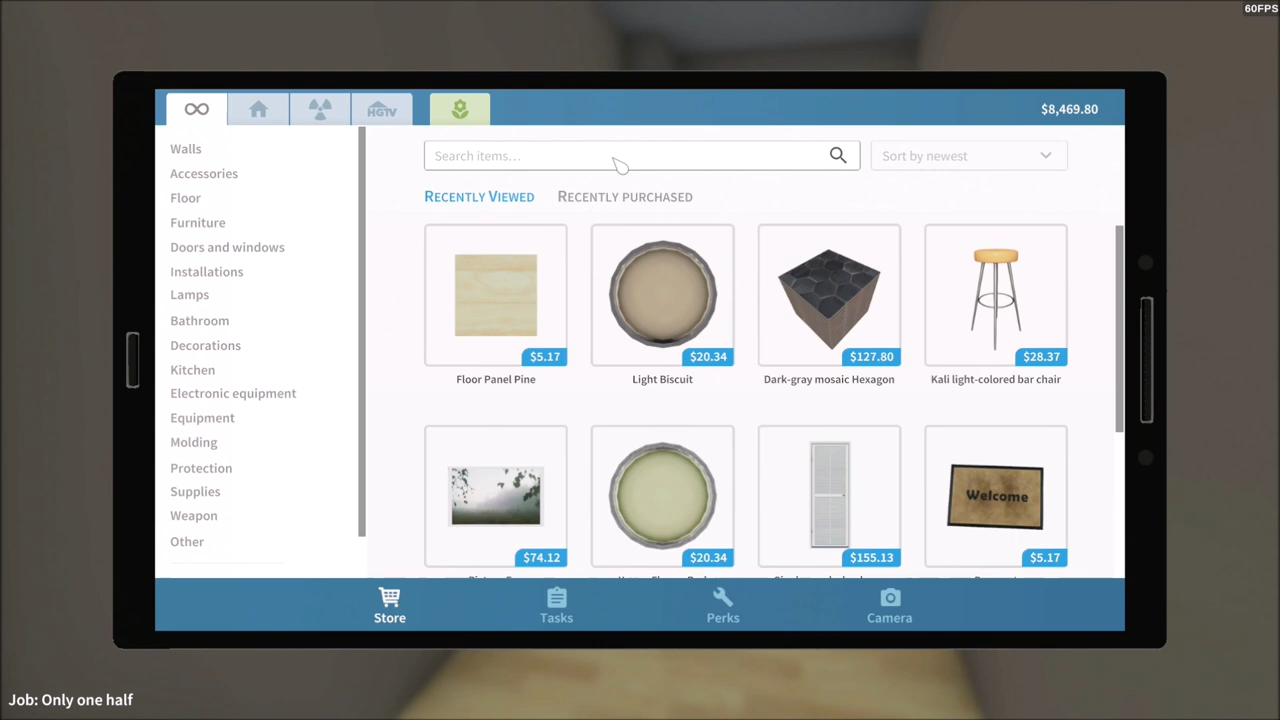 60FPS
HGTV
$8,469.80
Walls
Accessories
Floor
Furniture
Doors and windows
Installations
Lamps
Bathroom
Decorations
Kitchen
Electronic equipment
Equipment
Molding
Protection
Supplies
Weapon
Other
Search items...
Sort by newest
Recently Viewed
Recently purchased
$5.17
$20.34
$127.80
$28.37
Floor Panel Pine
Light Biscuit
Dark-gray mosaic Hexagon
Kali light-colored bar chair
Welcome
$74.12
$20.34
$155.13
$5.17
Store
Tasks
Perks
Camera
Job: Only one half